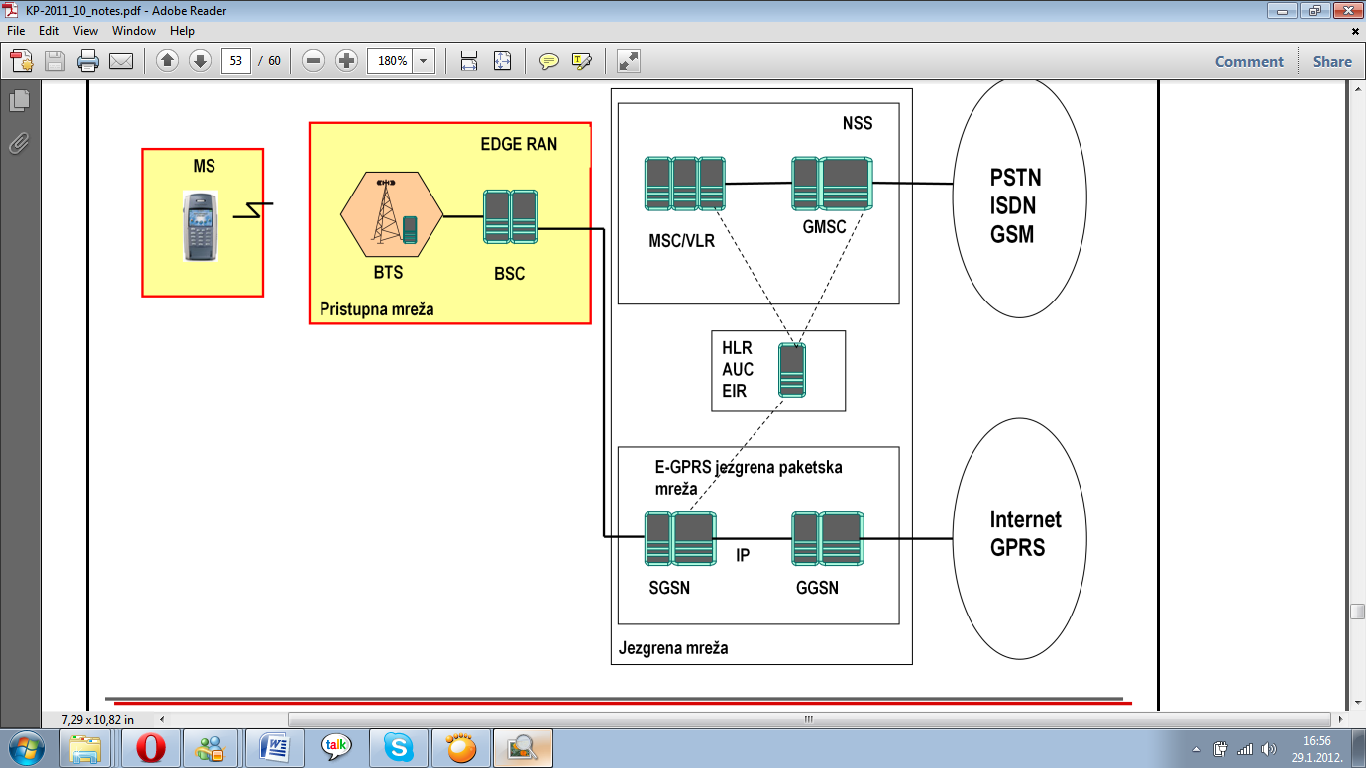 KP-2011_10_notes.pdf - Adobe Reader
File Edit View Window Help
53 / 60
180%
Comment Share
MS
EDGE RAN
BTS
BSC
Pristupna mreža
NSS
MSC/VLR
GMSC
PSTN
ISDN
GSM
HLR
AUC
EIR
E-GPRS jezgrena paketska
mreža
SGSN
IP
GGSN
Internet
GPRS
Jezgrena mreža
7,29 x 10,82 in
talk
16:56
29.1.2012.